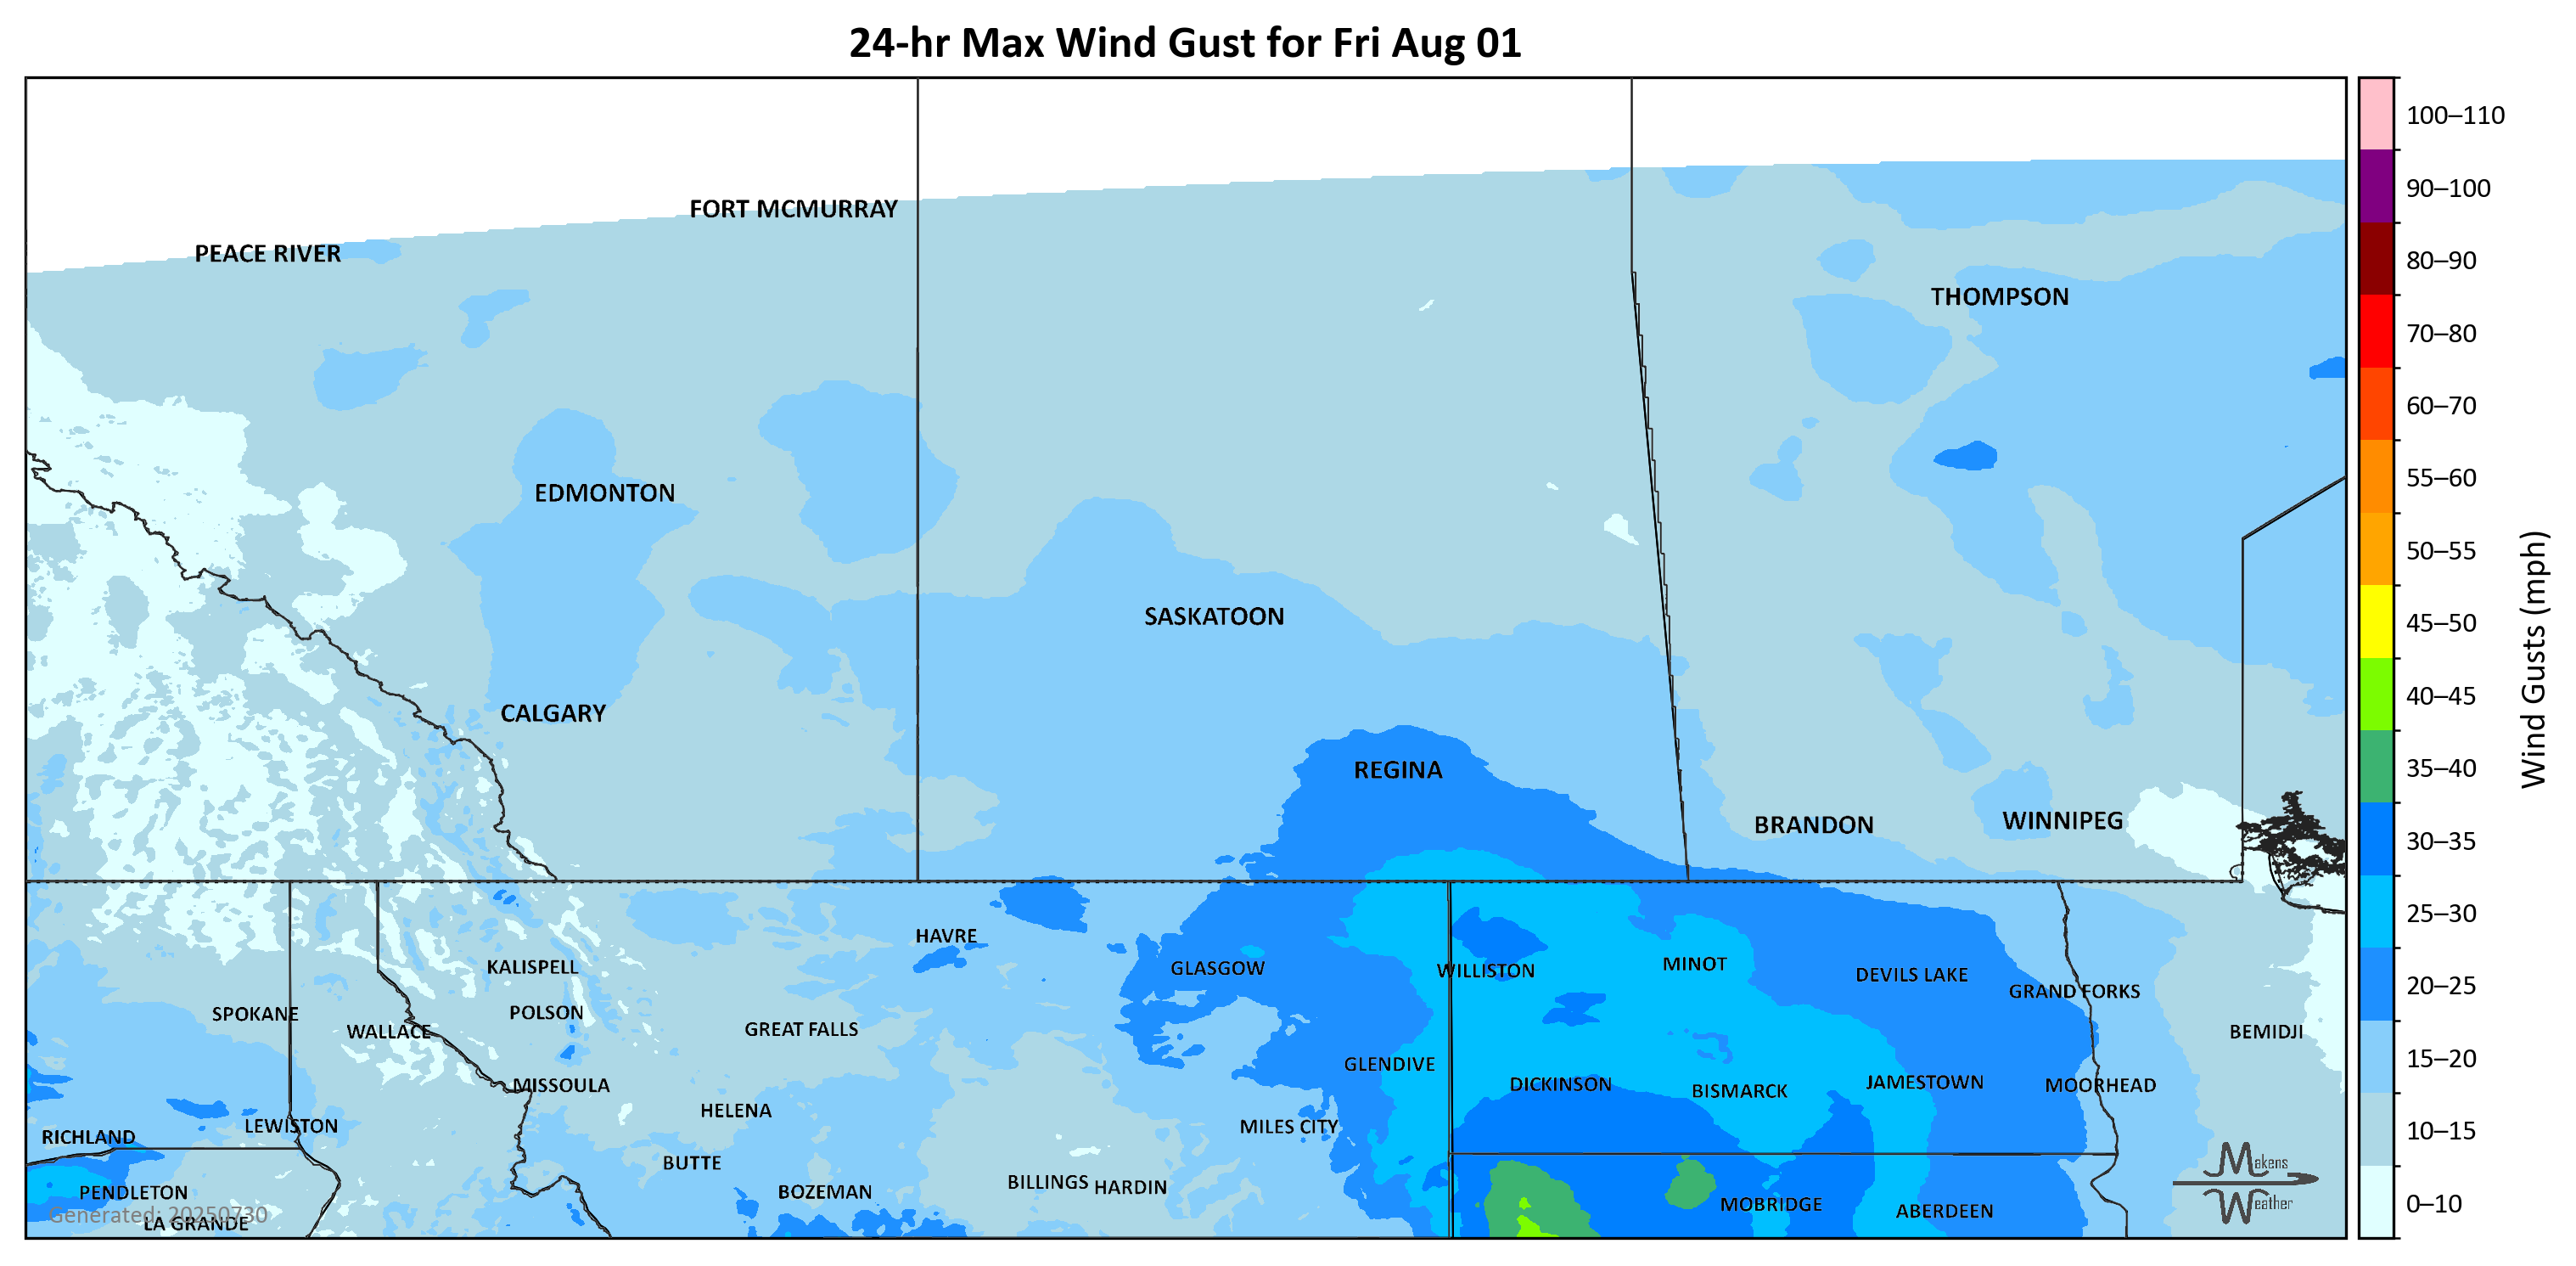 24-hr Max Wind Gust for Fri Aug 01
FORT MCMURRAY
PEACE RIVER
THOMPSON
EDMONTON
SASKATOON
CALGARY
REGINA
BRANDON
WINNIPEG
HAVRE
KALISPELL
GLASGOW
WILLISTON
MINOT
DEVILS LAKE
GRAND FORKS
SPOKANE
POLSON
WALLACE
GREAT FALLS
BEMIDJI
GLENDIVE
MISSOULA
DICKINSON
BISMARCK
JAMESTOWN
MOORHEAD
HELENA
LEWISTON
MILES CITY
RICHLAND
BUTTE
PENDLETON
BOZEMAN
BILLINGS
HARDIN
MOBRIDGE
ABERDEEN
Generated: 20250730
LA GRANDE
Makens
Weather
100–110
90–100
80–90
70–80
60–70
55–60
50–55
45–50
40–45
35–40
30–35
25–30
20–25
15–20
10–15
0–10
Wind Gusts (mph)